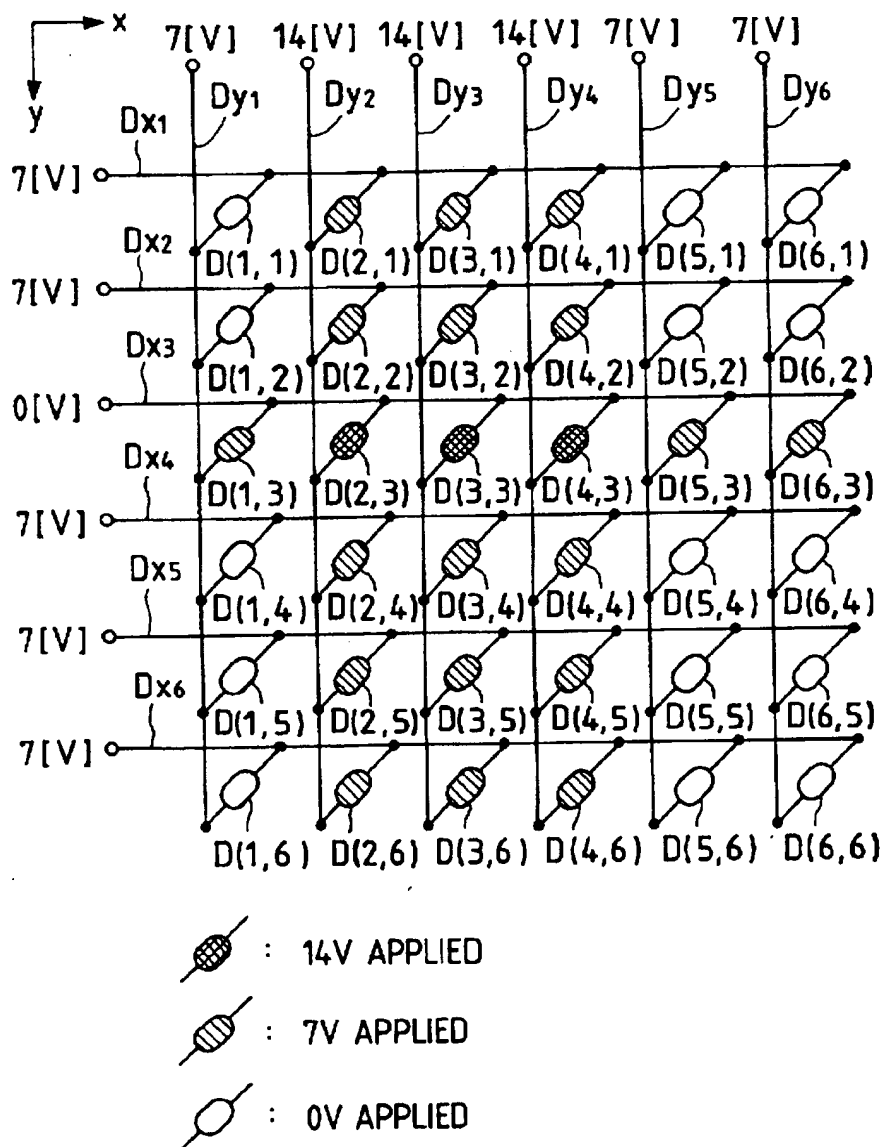 x
7[V] 14[V] 14[V] 14[V] 7[V] 7[V]
y
Dy1 Dy2 Dy3 Dy4 Dy5 Dy6
Dx1
7[V]
Dx2
D(1,1) D(2,1) D(3,1) D(4,1) D(5,1) D(6,1)
7[V]
Dx3
D(1,2) D(2,2) D(3,2) D(4,2) D(5,2) D(6,2)
0[V]
Dx4
D(1,3) D(2,3) D(3,3) D(4,3) D(5,3) D(6,3)
7[V]
Dx5
D(1,4) D(2,4) D(3,4) D(4,4) D(5,4) D(6,4)
7[V]
Dx6
D(1,5) D(2,5) D(3,5) D(4,5) D(5,5) D(6,5)
7[V]
D(1,6) D(2,6) D(3,6) D(4,6) D(5,6) D(6,6)
: 14V APPLIED
: 7V APPLIED
: 0V APPLIED